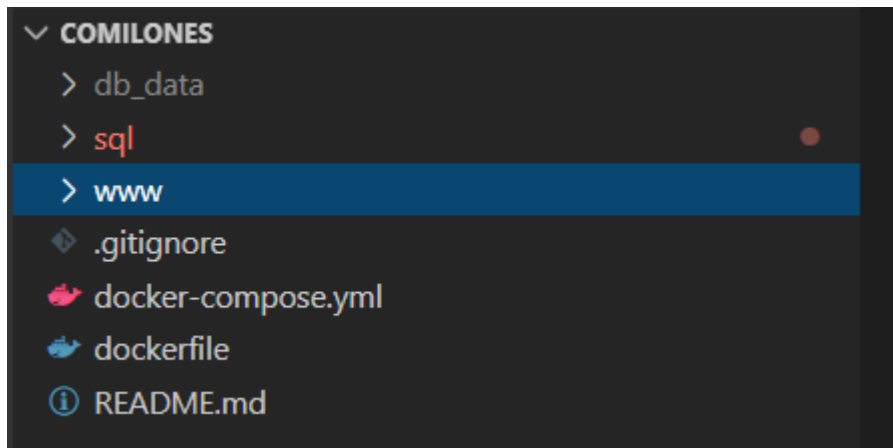 COMILONES
db_data
sql
www
.gitignore
docker-compose.yml
dockerfile
README.md